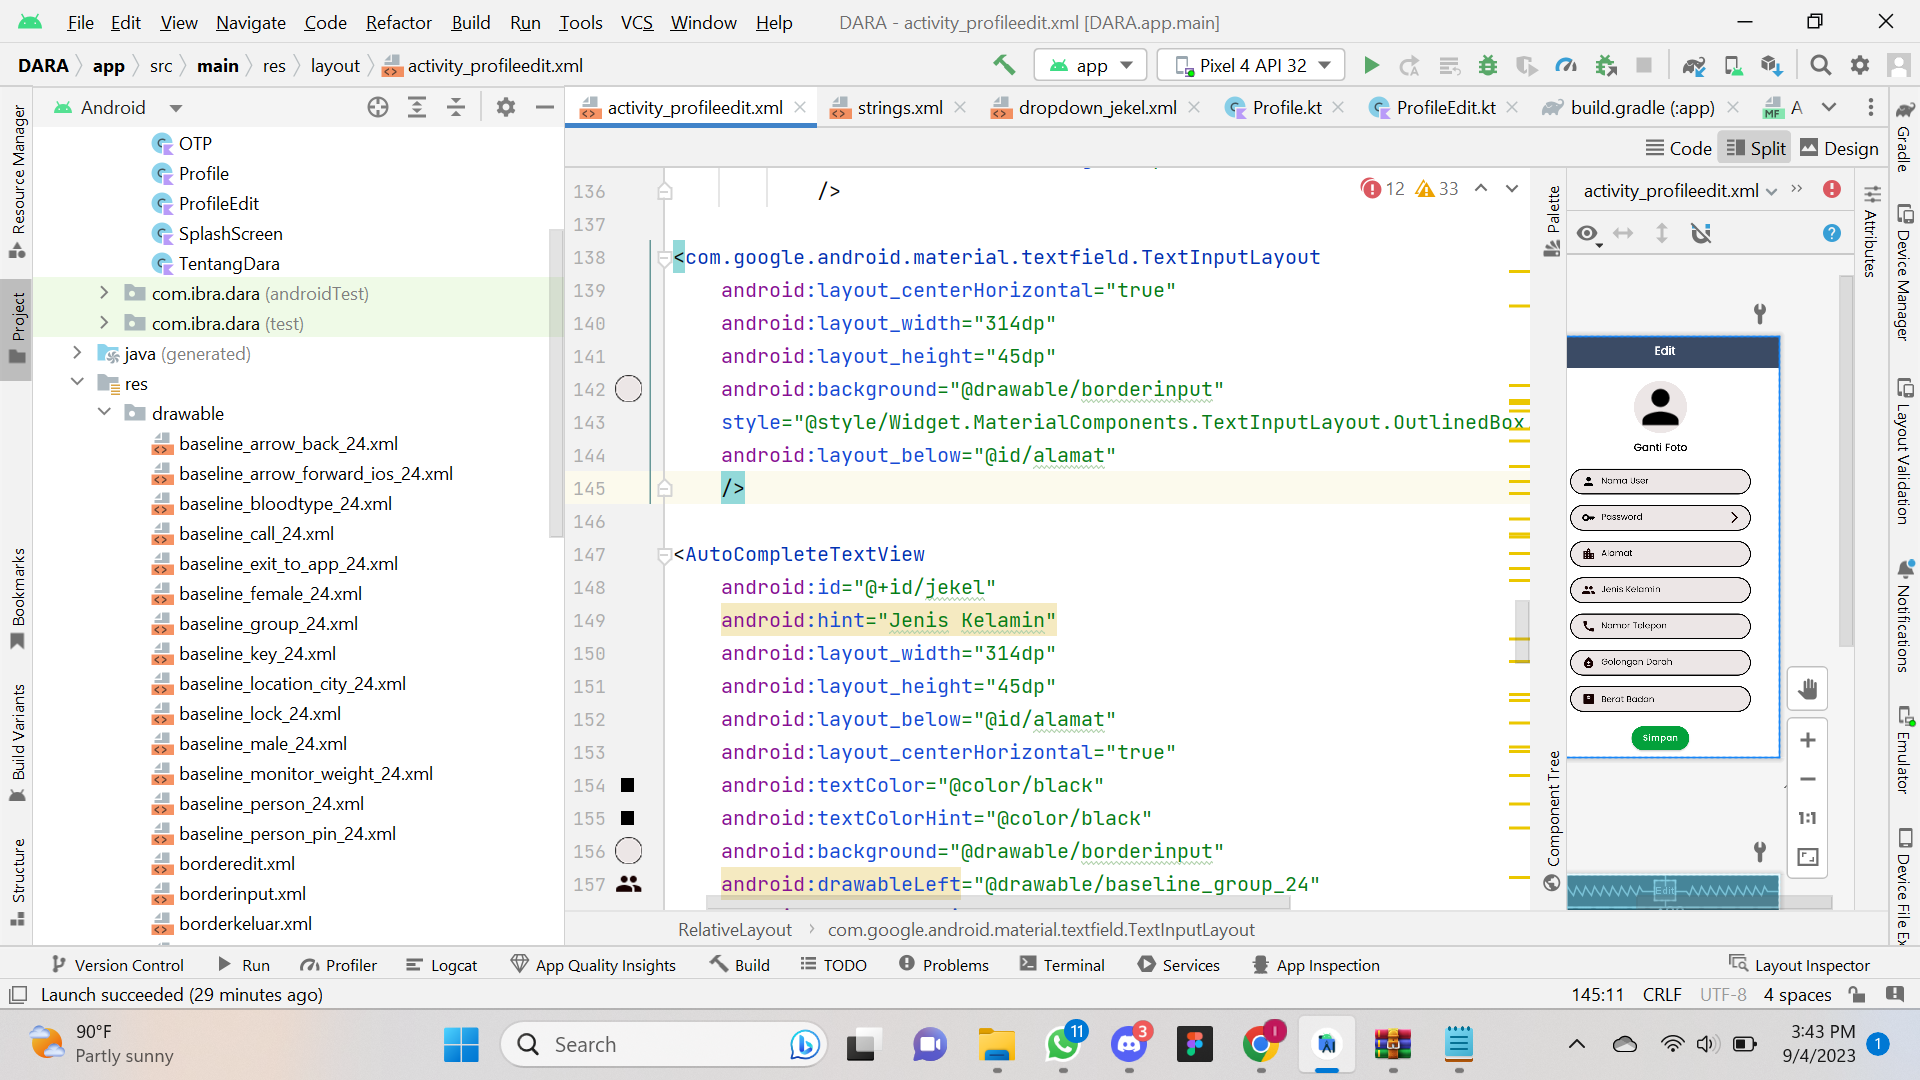 File Edit View Navigate Code Refactor Build Run Tools VCS Window Help DARA - activity_profileedit.xml [DARA.app.main]
DARA app src main res layout activity_profileedit.xml app Pixel 4 API 32
Android
activity_profileedit.xml strings.xml dropdown_jekel.xml Profile.kt ProfileEdit.kt build.gradle (:app) MF A
Code Split Design
Resource Manager
Project
Bookmarks
Build Variants
Structure
OTP
Profile
ProfileEdit
SplashScreen
TentangDara
com.ibra.dara (androidTest)
com.ibra.dara (test)
java (generated)
res
drawable
baseline_arrow_back_24.xml
baseline_arrow_forward_ios_24.xml
baseline_bloodtype_24.xml
baseline_call_24.xml
baseline_exit_to_app_24.xml
baseline_female_24.xml
baseline_group_24.xml
baseline_key_24.xml
baseline_location_city_24.xml
baseline_lock_24.xml
baseline_male_24.xml
baseline_monitor_weight_24.xml
baseline_person_24.xml
baseline_person_pin_24.xml
borderedit.xml
borderinput.xml
borderkeluar.xml
12 33
136 />
137
138 <com.google.android.material.textfield.TextInputLayout
139 android:layout_centerHorizontal="true"
140 android:layout_width="314dp"
141 android:layout_height="45dp"
142 android:background="@drawable/borderinput"
143 style="@style/Widget.MaterialComponents.TextInputLayout.OutlinedBox
144 android:layout_below="@id/alamat"
145 />
146
147 <AutoCompleteTextView
148 android:id="@+id/jekel"
149 android:hint="Jenis Kelamin"
150 android:layout_width="314dp"
151 android:layout_height="45dp"
152 android:layout_below="@id/alamat"
153 android:layout_centerHorizontal="true"
154 android:textColor="@color/black"
155 android:textColorHint="@color/black"
156 android:background="@drawable/borderinput"
157 android:drawableLeft="@drawable/baseline_group_24"
RelativeLayout com.google.android.material.textfield.TextInputLayout
Palette
Component Tree
activity_profileedit.xml
Edit
Ganti Foto
Nama User
Password
Alamat
Jenis Kelamin
Nomor Telepon
Golongan Darah
Berat Badan
Simpan
Edit
1:1
Attributes
Gradle
Device Manager
Layout Validation
Notifications
Emulator
Device File Ex
Version Control Run Profiler Logcat App Quality Insights Build TODO Problems Terminal Services App Inspection Layout Inspector
Launch succeeded (29 minutes ago) 145:11 CRLF UTF-8 4 spaces
90°F
Partly sunny
Search
11
3
3:43 PM
9/4/2023
1